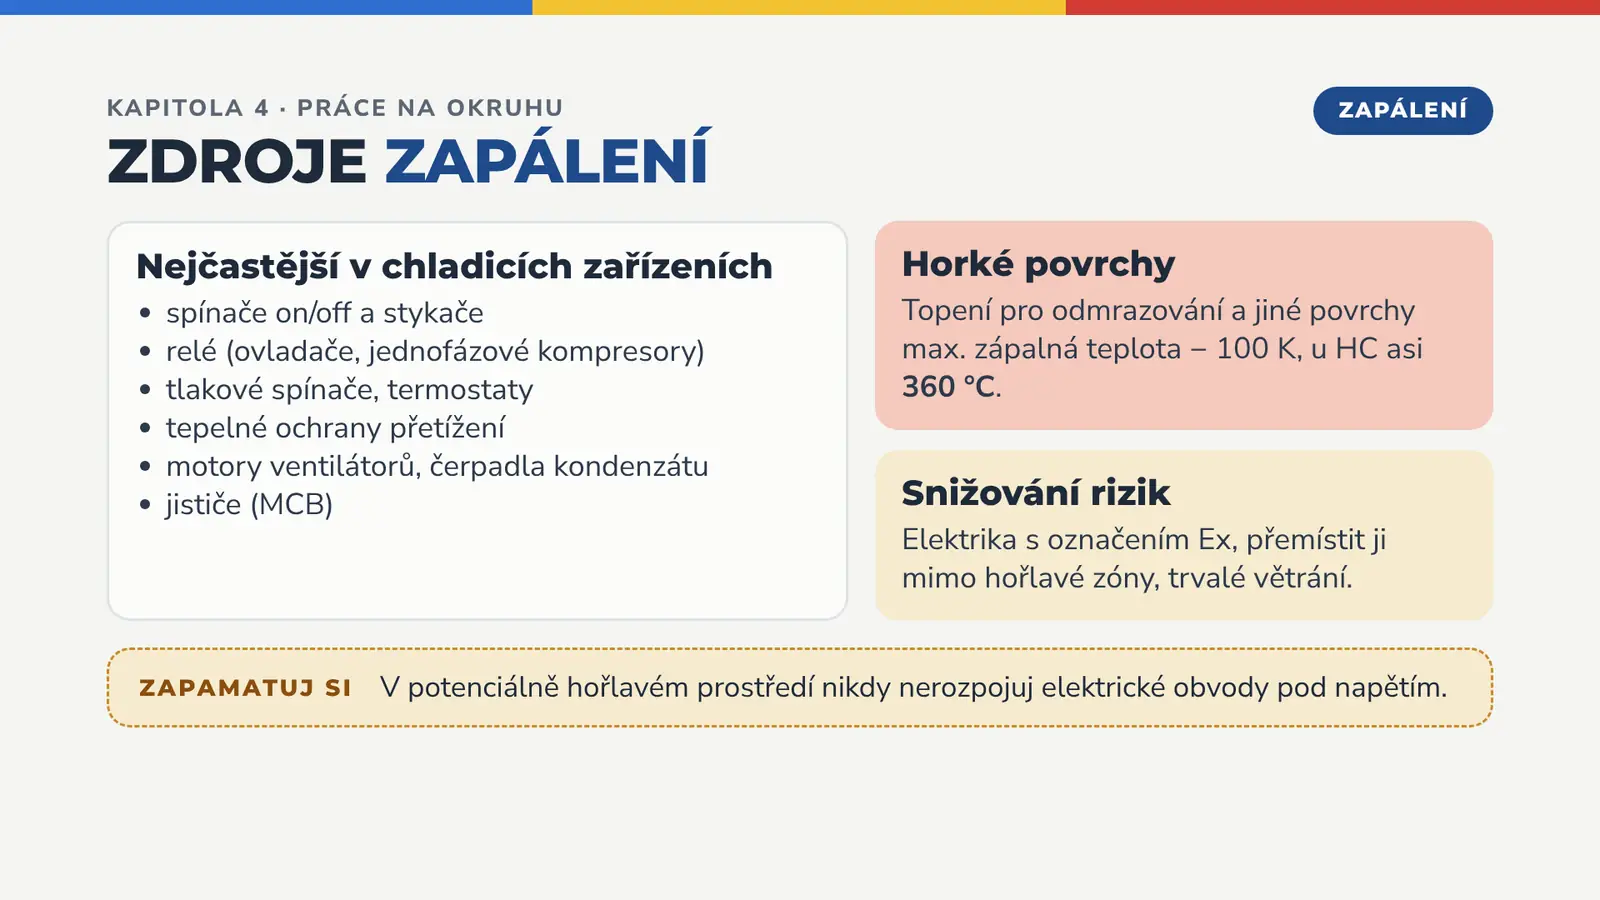 KAPITOLA 4 · PRÁCE NA OKRUHU
ZAPÁLENÍ
ZDROJE ZAPÁLENÍ
Nejčastější v chladicích zařízeních
• spínače on/off a stykače
• relé (ovladače, jednofázové kompresory)
• tlakové spínače, termostaty
• tepelné ochrany přetížení
• motory ventilátorů, čerpadla kondenzátu
• jističe (MCB)
Horké povrchy
Topení pro odmrazování a jiné povrchy
max. zápalná teplota − 100 K, u HC asi
360 °C.
Snižování rizik
Elektrika s označením Ex, přemístit ji
mimo hořlavé zóny, trvalé větrání.
ZAPAMATUJ SI V potenciálně hořlavém prostředí nikdy nerozpojuj elektrické obvody pod napětím.